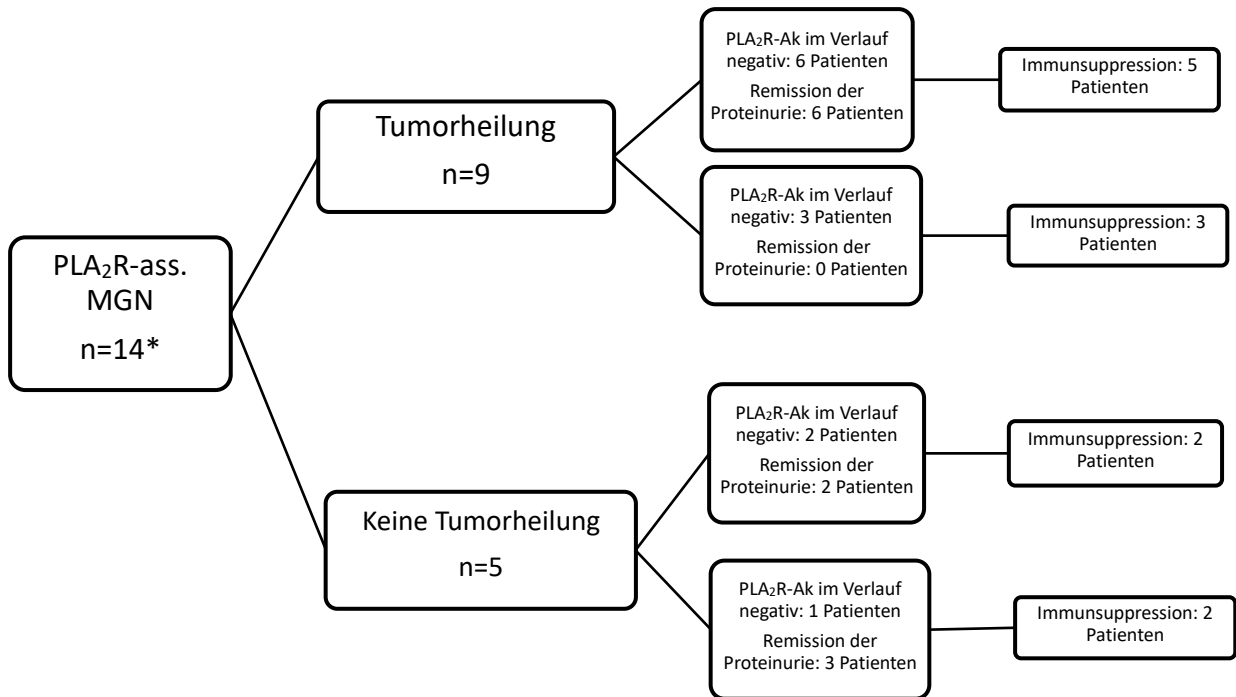 PLA₂R-ass.
MGN
n=14*
Tumorheilung
n=9
PLA₂R-Ak im Verlauf
negativ: 6 Patienten
Remission der
Proteinurie: 6 Patienten
Immunsuppression: 5
Patienten
PLA₂R-Ak im Verlauf
negativ: 3 Patienten
Remission der
Proteinurie: 0 Patienten
Immunsuppression: 3
Patienten
Keine Tumorheilung
n=5
PLA₂R-Ak im Verlauf
negativ: 2 Patienten
Remission der
Proteinurie: 2 Patienten
Immunsuppression: 2
Patienten
PLA₂R-Ak im Verlauf
negativ: 1 Patienten
Remission der
Proteinurie: 3 Patienten
Immunsuppression: 2
Patienten